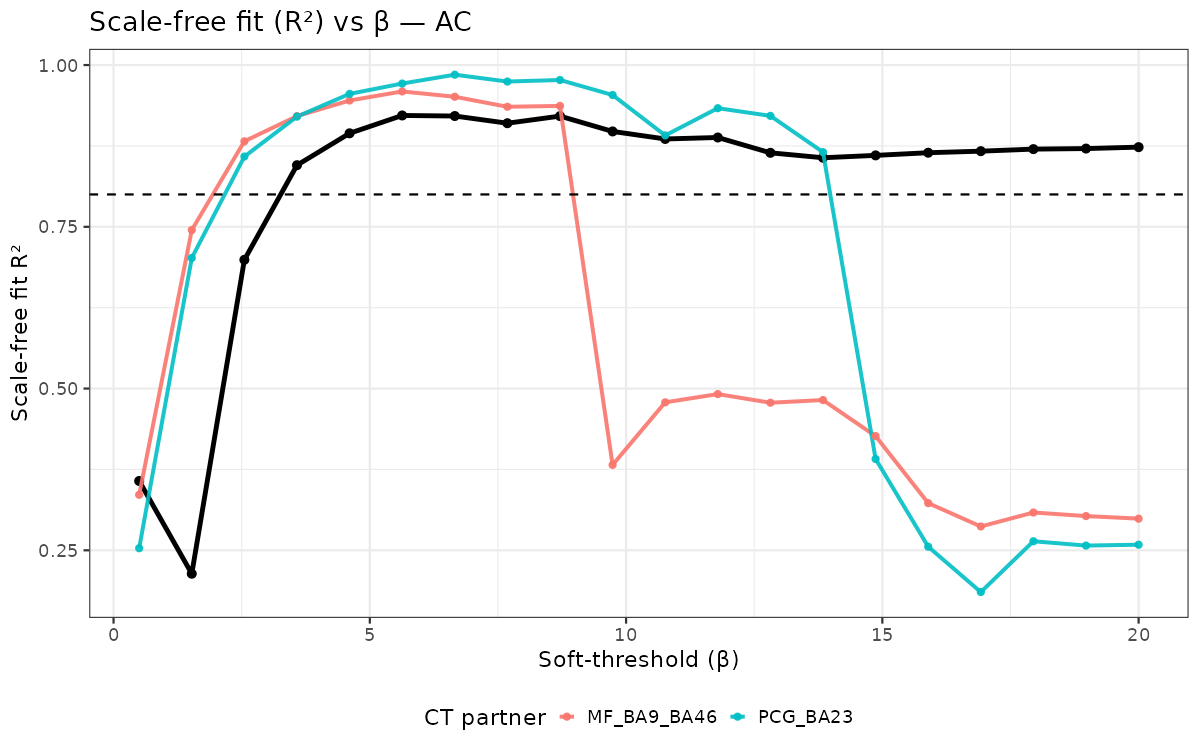 Scale-free fit (R²) vs β — AC
Scale-free fit R²
1.00
0.75
0.50
0.25
0
5
10
15
20
Soft-threshold (β)
CT partner MF_BA9_BA46 PCG_BA23